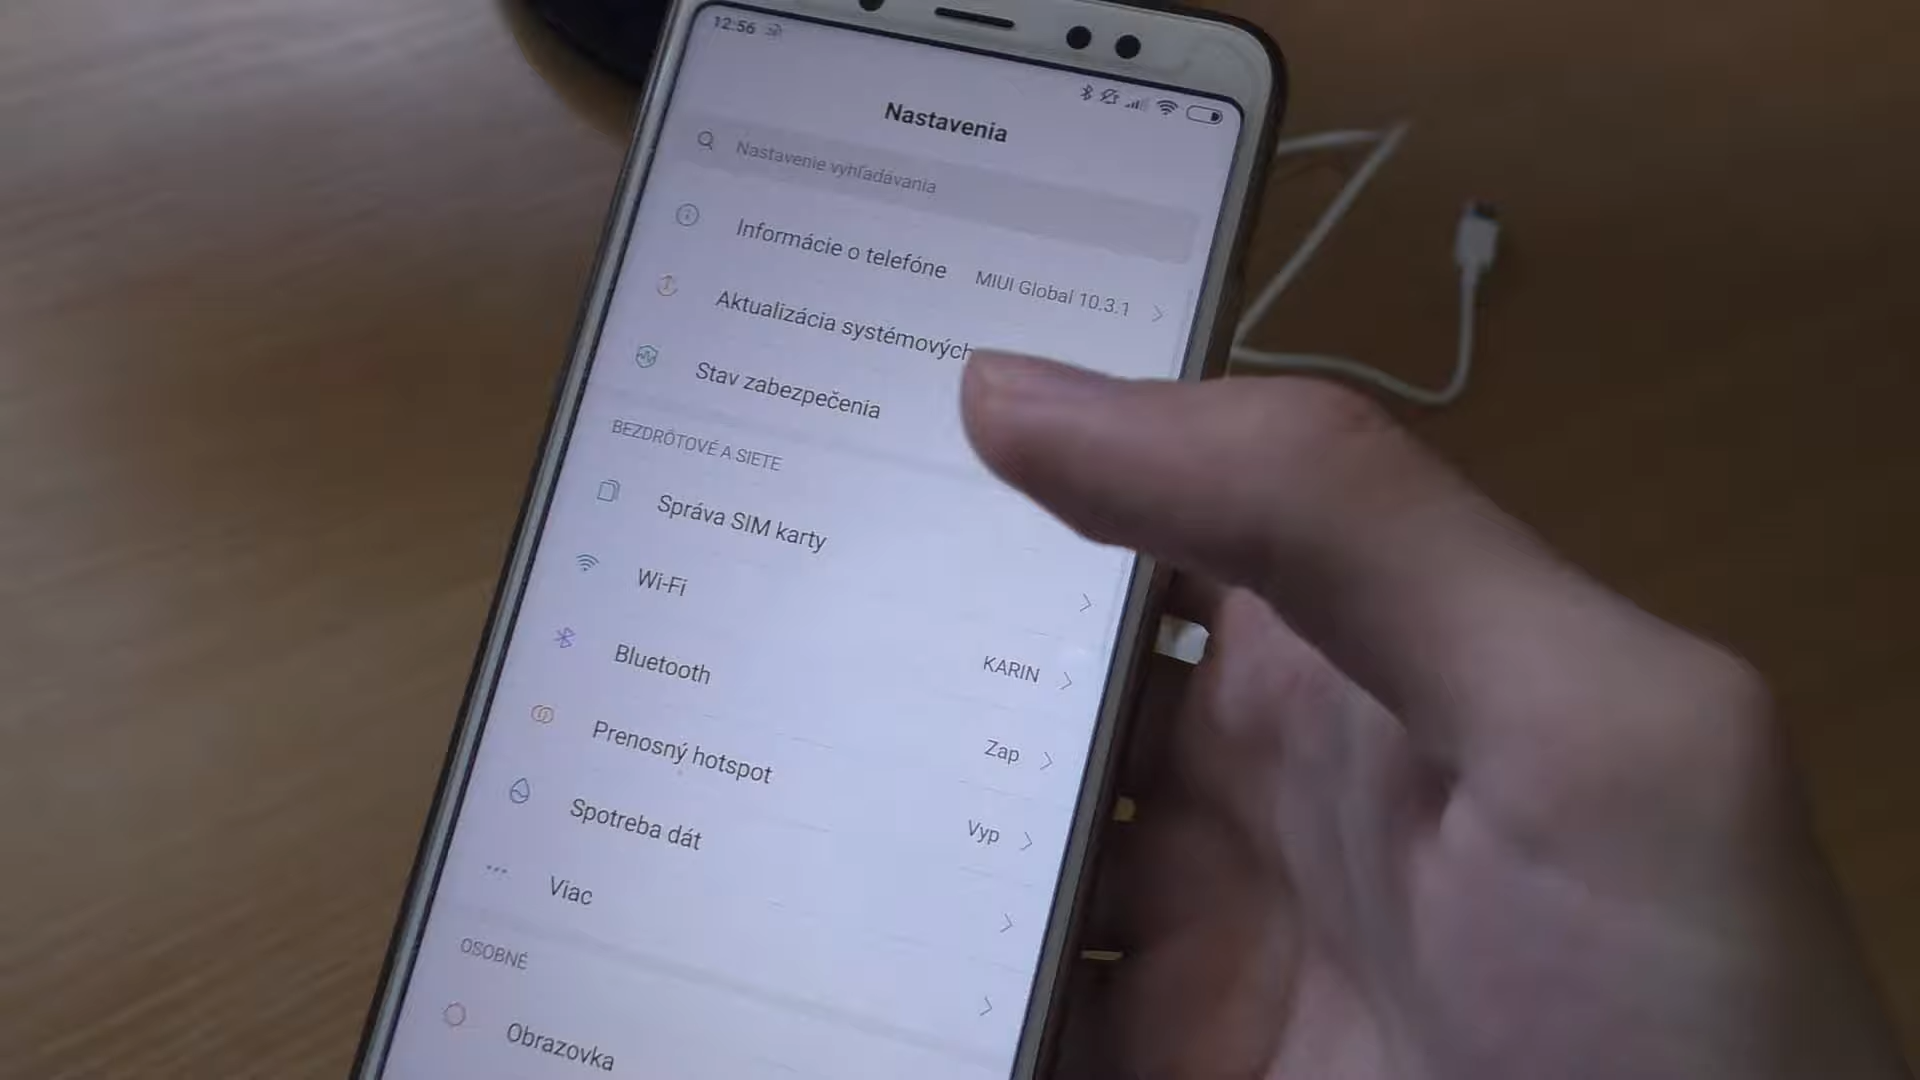 12:56
Nastavenia
Nastavenie vyhľadávania
Informácie o telefóne MIUI Global 10.3.1
Aktualizácia systémových
Stav zabezpečenia
BEZDRÔTOVÉ A SIETE
Správa SIM karty
Wi-Fi KARIN
Bluetooth Zap
Prenosný hotspot Vyp
Spotreba dát
Viac
OSOBNÉ
Obrazovka